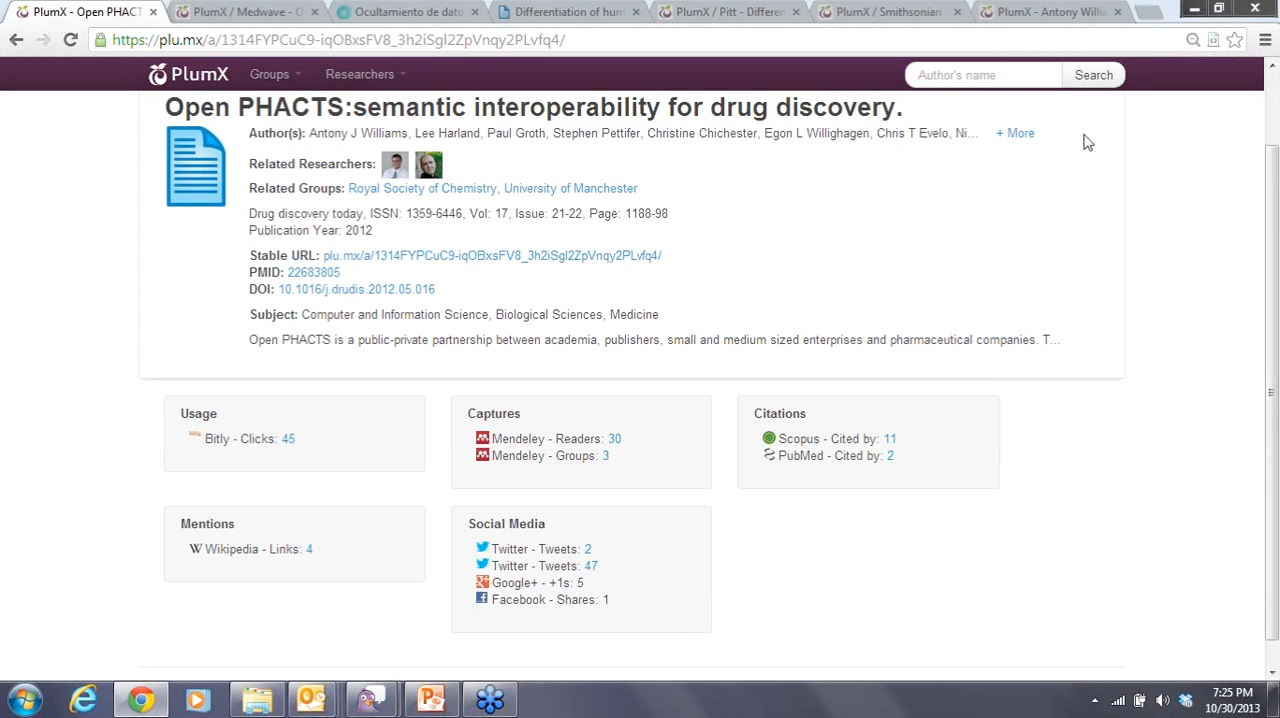 PlumX - Open PHACT
PlumX / Medwave - O
Ocultamiento de dato
Differentiation of hum
PlumX / Pitt - Differen
PlumX / Smithsonian
PlumX - Antony Willia
https://plu.mx/a/1314FYPCuC9-iqOBxsFV8_3h2iSgl2ZpVnqy2PLvfq4/
PlumX Groups Researchers Author's name Search
Open PHACTS:semantic interoperability for drug discovery.
Author(s): Antony J Williams, Lee Harland, Paul Groth, Stephen Pettifer, Christine Chichester, Egon L Willighagen, Chris T Evelo, Ni... + More
Related Researchers:
Related Groups: Royal Society of Chemistry, University of Manchester
Drug discovery today, ISSN: 1359-6446, Vol: 17, Issue: 21-22, Page: 1188-98
Publication Year: 2012
Stable URL: plu.mx/a/1314FYPCuC9-iqOBxsFV8_3h2iSgl2ZpVnqy2PLvfq4/
PMID: 22683805
DOI: 10.1016/j.drudis.2012.05.016
Subject: Computer and Information Science, Biological Sciences, Medicine
Open PHACTS is a public-private partnership between academia, publishers, small and medium sized enterprises and pharmaceutical companies. T...
Usage
Bitly - Clicks: 45
Captures
Mendeley - Readers: 30
Mendeley - Groups: 3
Citations
Scopus - Cited by: 11
PubMed - Cited by: 2
Mentions
W Wikipedia - Links: 4
Social Media
Twitter - Tweets: 2
Twitter - Tweets: 47
Google+ - +1s: 5
Facebook - Shares: 1
7:25 PM
10/30/2013